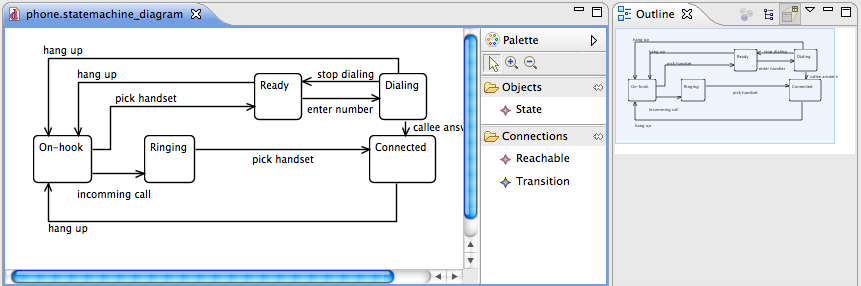 phone.statemachine_diagram
Outline
hang up
hang up
Ready
stop dialing
Dialing
pick handset
enter number
callee answ
On-hook
Ringing
Connected
pick handset
incomming call
hang up
Palette
Objects
State
Connections
Reachable
Transition
hang up
hang up
Ready
stop dialing
Dialing
pick handset
enter number
callee answe
On-hook
Ringing
Connected
pick handset
incomming call
hang up